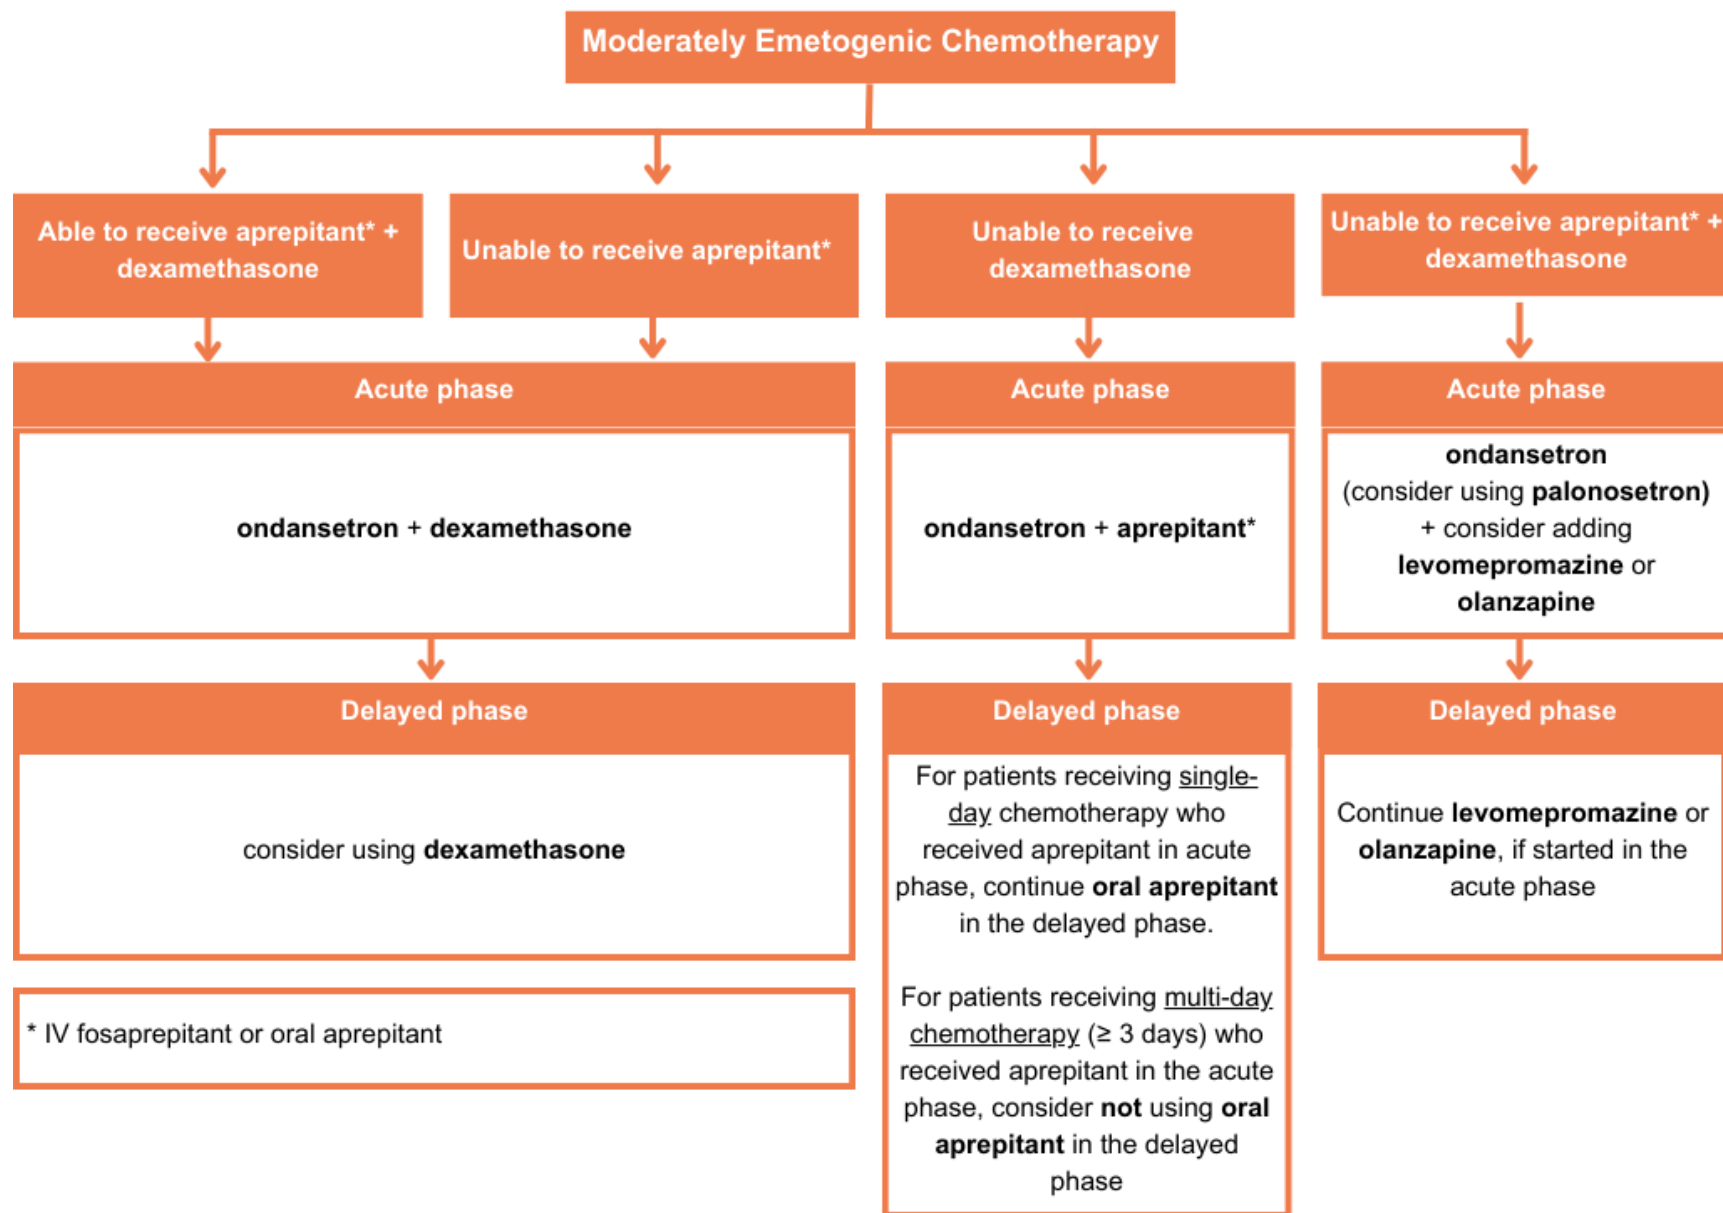 Moderately Emetogenic Chemotherapy
Able to receive aprepitant* +
dexamethasone
Unable to receive aprepitant*
Unable to receive
dexamethasone
Unable to receive aprepitant* +
dexamethasone
Acute phase
ondansetron + dexamethasone
Acute phase
ondansetron + aprepitant*
Acute phase
ondansetron
(consider using palonosetron)
+ consider adding
levomepromazine or
olanzapine
Delayed phase
consider using dexamethasone
Delayed phase
For patients receiving single-
day chemotherapy who
received aprepitant in acute
phase, continue oral aprepitant
in the delayed phase.
For patients receiving multi-day
chemotherapy (≥ 3 days) who
received aprepitant in the acute
phase, consider not using oral
aprepitant in the delayed
phase
Delayed phase
Continue levomepromazine or
olanzapine, if started in the
acute phase
* IV fosaprepitant or oral aprepitant